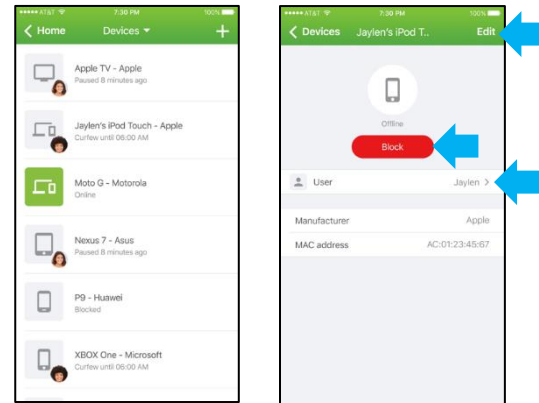 AT&T 7:30 PM 100%
Home Devices +
Apple TV - Apple
Paused 8 minutes ago
Jaylen's iPod Touch - Apple
Curfew until 06:00 AM
Moto G - Motorola
Online
Nexus 7 - Asus
Paused 8 minutes ago
P9 - Huawei
Blocked
XBOX One - Microsoft
Curfew until 06:00 AM
AT&T 7:30 PM 100%
Devices Jaylen's iPod T.. Edit
Offline
Block
User Jaylen >
Manufacturer Apple
MAC address AC:01:23:45:67